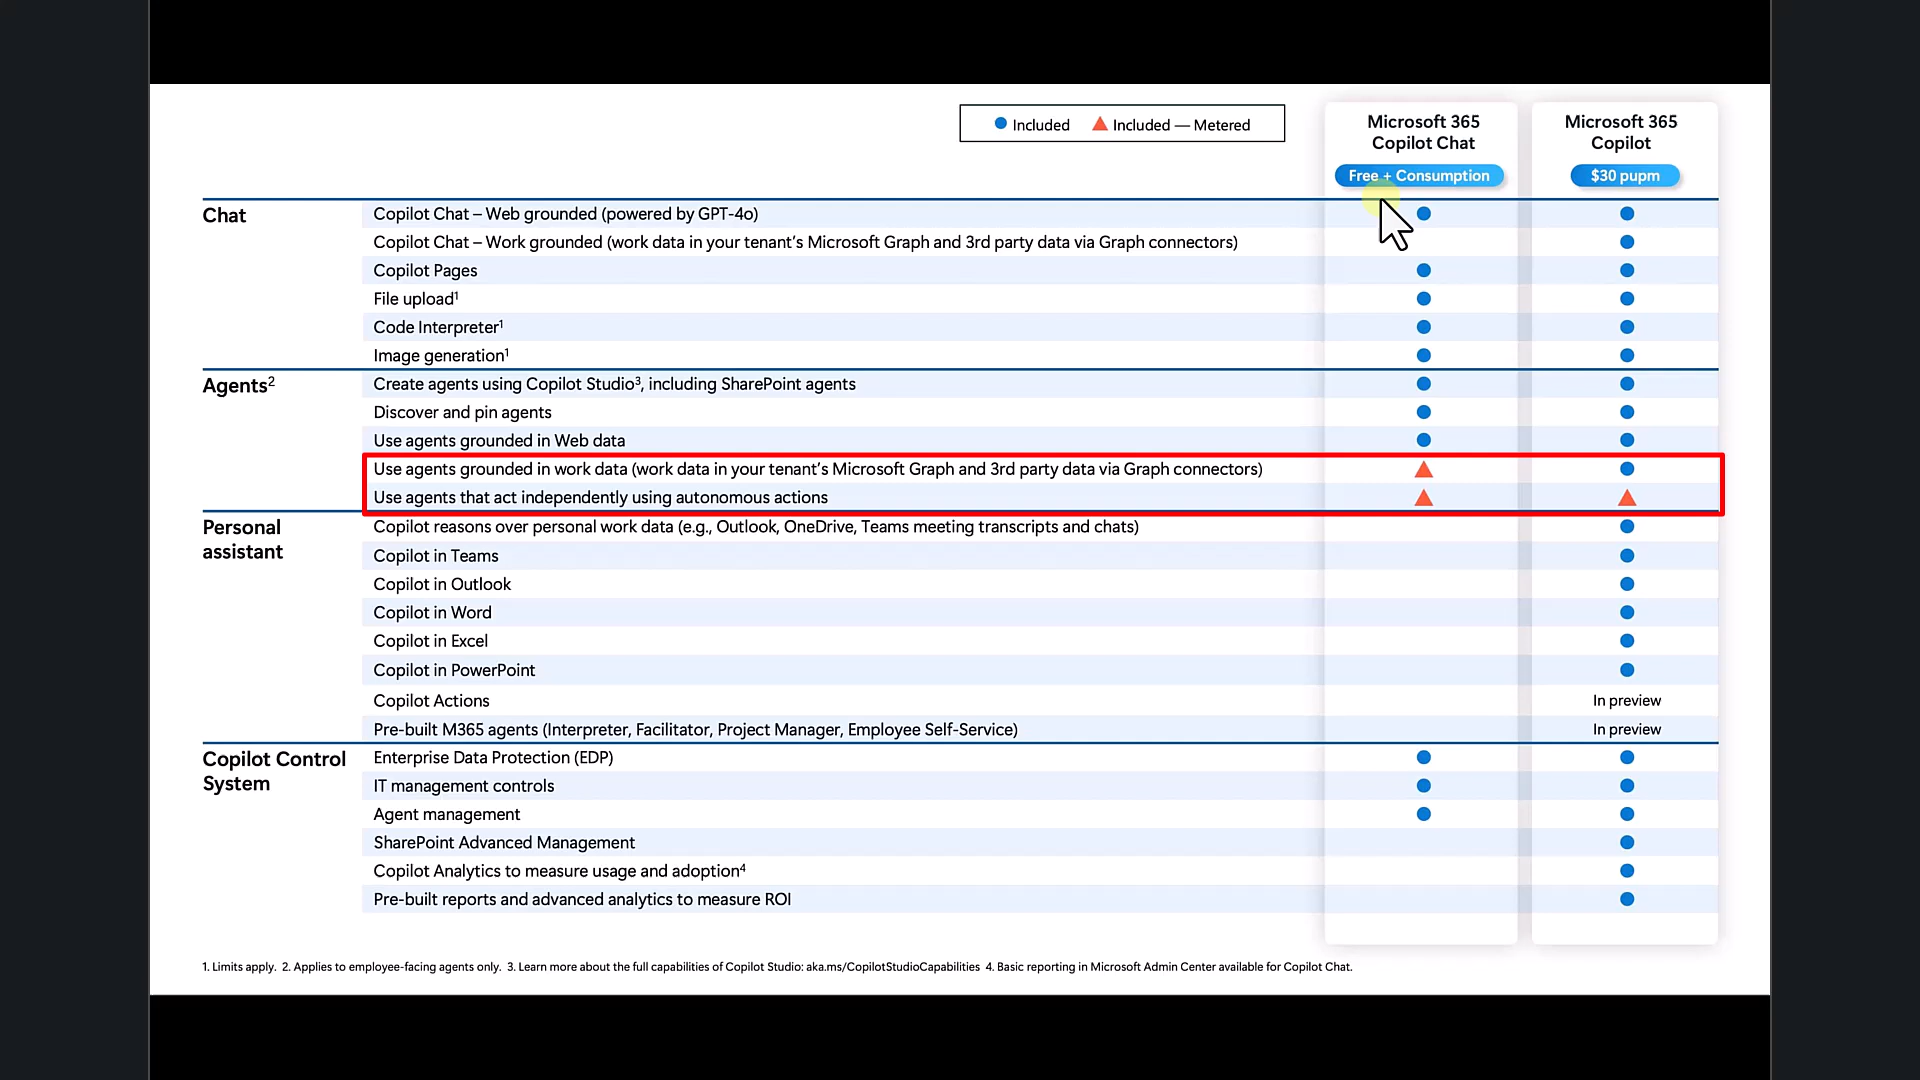 Included Included — Metered
Microsoft 365
Copilot Chat
Free + Consumption
Microsoft 365
Copilot
$30 pupm
Chat
Copilot Chat – Web grounded (powered by GPT-4o)
Copilot Chat – Work grounded (work data in your tenant's Microsoft Graph and 3rd party data via Graph connectors)
Copilot Pages
File upload¹
Code Interpreter¹
Image generation¹
Agents²
Create agents using Copilot Studio³, including SharePoint agents
Discover and pin agents
Use agents grounded in Web data
Use agents grounded in work data (work data in your tenant's Microsoft Graph and 3rd party data via Graph connectors)
Use agents that act independently using autonomous actions
Personal
assistant
Copilot reasons over personal work data (e.g., Outlook, OneDrive, Teams meeting transcripts and chats)
Copilot in Teams
Copilot in Outlook
Copilot in Word
Copilot in Excel
Copilot in PowerPoint
Copilot Actions In preview
Pre-built M365 agents (Interpreter, Facilitator, Project Manager, Employee Self-Service) In preview
Copilot Control
System
Enterprise Data Protection (EDP)
IT management controls
Agent management
SharePoint Advanced Management
Copilot Analytics to measure usage and adoption⁴
Pre-built reports and advanced analytics to measure ROI
1. Limits apply. 2. Applies to employee-facing agents only. 3. Learn more about the full capabilities of Copilot Studio: aka.ms/CopilotStudioCapabilities 4. Basic reporting in Microsoft Admin Center available for Copilot Chat.